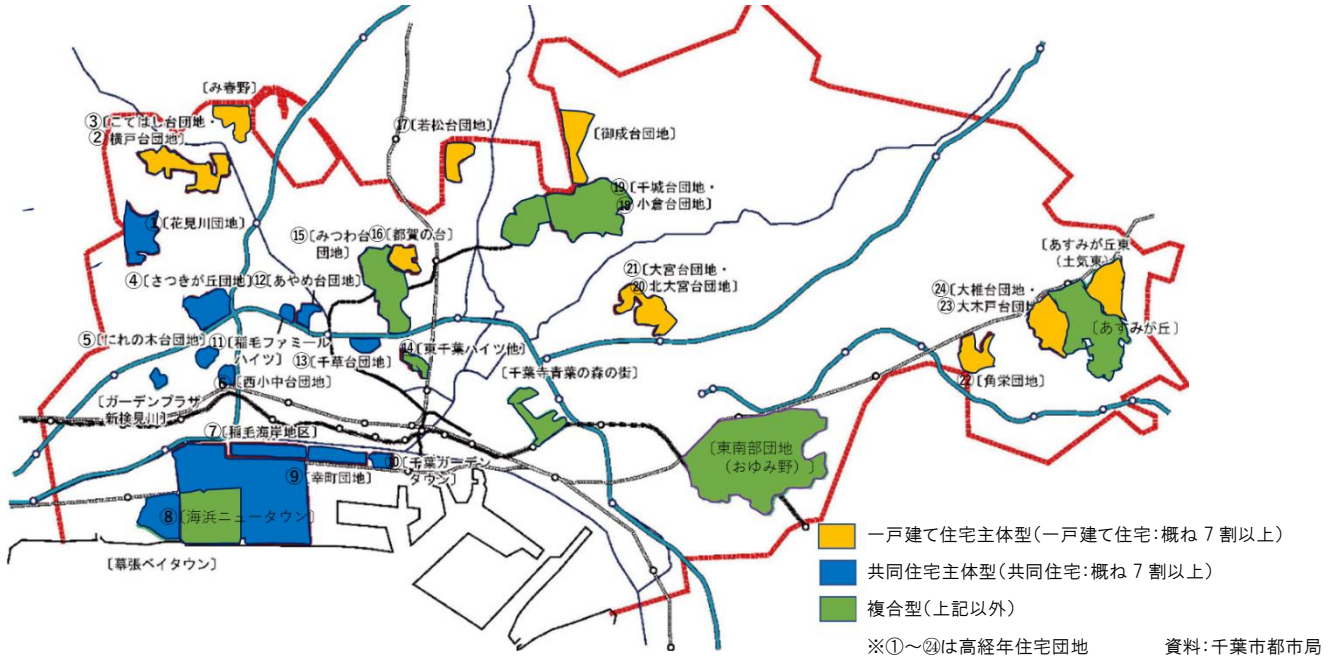 〔み春野〕
③〔こてはし台団地・
②横戸台団地〕
⑰〔若松台団地〕
〔御成台団地〕
①〔花見川団地〕
⑲〔千城台団地・
⑱小倉台団地〕
⑮〔みつわ台
団地〕
⑯〔都賀の台〕
④〔さつきが丘団地〕
⑫〔あやめ台団地〕
㉑〔大宮台団地・
⑳北大宮台団地〕
〔あすみが丘東
(土気東)〕
㉔〔大椎台団地・
㉓大木戸台団地〕
〔あすみが丘〕
⑤〔にれの木台団地〕
⑪〔稲毛ファミール
ハイツ〕
⑬〔千草台団地〕
⑭〔東千葉ハイツ他〕
⑥〔西小中台団地〕
〔千葉寺青葉の森の街〕
㉒〔角栄団地〕
〔ガーデンプラザ
新検見川〕
⑦〔稲毛海岸地区〕
⑨〔幸町団地〕
⑩〔千葉ガーデン
タウン〕
〔東南部団地
(おゆみ野)〕
⑧〔海浜ニュータウン〕
〔幕張ベイタウン〕
一戸建て住宅主体型(一戸建て住宅:概ね7割以上)
共同住宅主体型(共同住宅:概ね7割以上)
複合型(上記以外)
※①～㉔は高経年住宅団地
資料:千葉市都市局